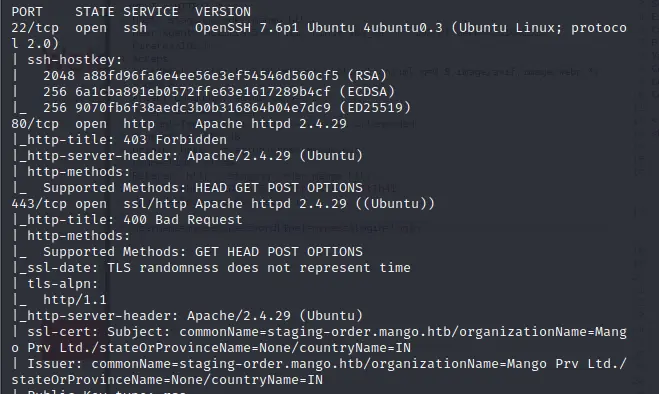 PORT    STATE SERVICE  VERSION
22/tcp  open  ssh      OpenSSH 7.6p1 Ubuntu 4ubuntu0.3 (Ubuntu Linux; protoco
l 2.0)
| ssh-hostkey:
|   2048 a88fd96fa6e4ee56e3ef54546d560cf5 (RSA)
|   256 6a1cba891eb0572ffe63e1617289b4cf (ECDSA)
|_  256 9070fb6f38aedc3b0b316864b04e7dc9 (ED25519)
80/tcp  open  http     Apache httpd 2.4.29
|_http-title: 403 Forbidden
|_http-server-header: Apache/2.4.29 (Ubuntu)
| http-methods:
|_  Supported Methods: HEAD GET POST OPTIONS
443/tcp open  ssl/http Apache httpd 2.4.29 ((Ubuntu))
|_http-title: 400 Bad Request
| http-methods:
|_  Supported Methods: GET HEAD POST OPTIONS
|_ssl-date: TLS randomness does not represent time
| tls-alpn:
|_  http/1.1
|_http-server-header: Apache/2.4.29 (Ubuntu)
| ssl-cert: Subject: commonName=staging-order.mango.htb/organizationName=Mang
o Prv Ltd./stateOrProvinceName=None/countryName=IN
| Issuer: commonName=staging-order.mango.htb/organizationName=Mango Prv Ltd./
stateOrProvinceName=None/countryName=IN
| Public Key type: rsa